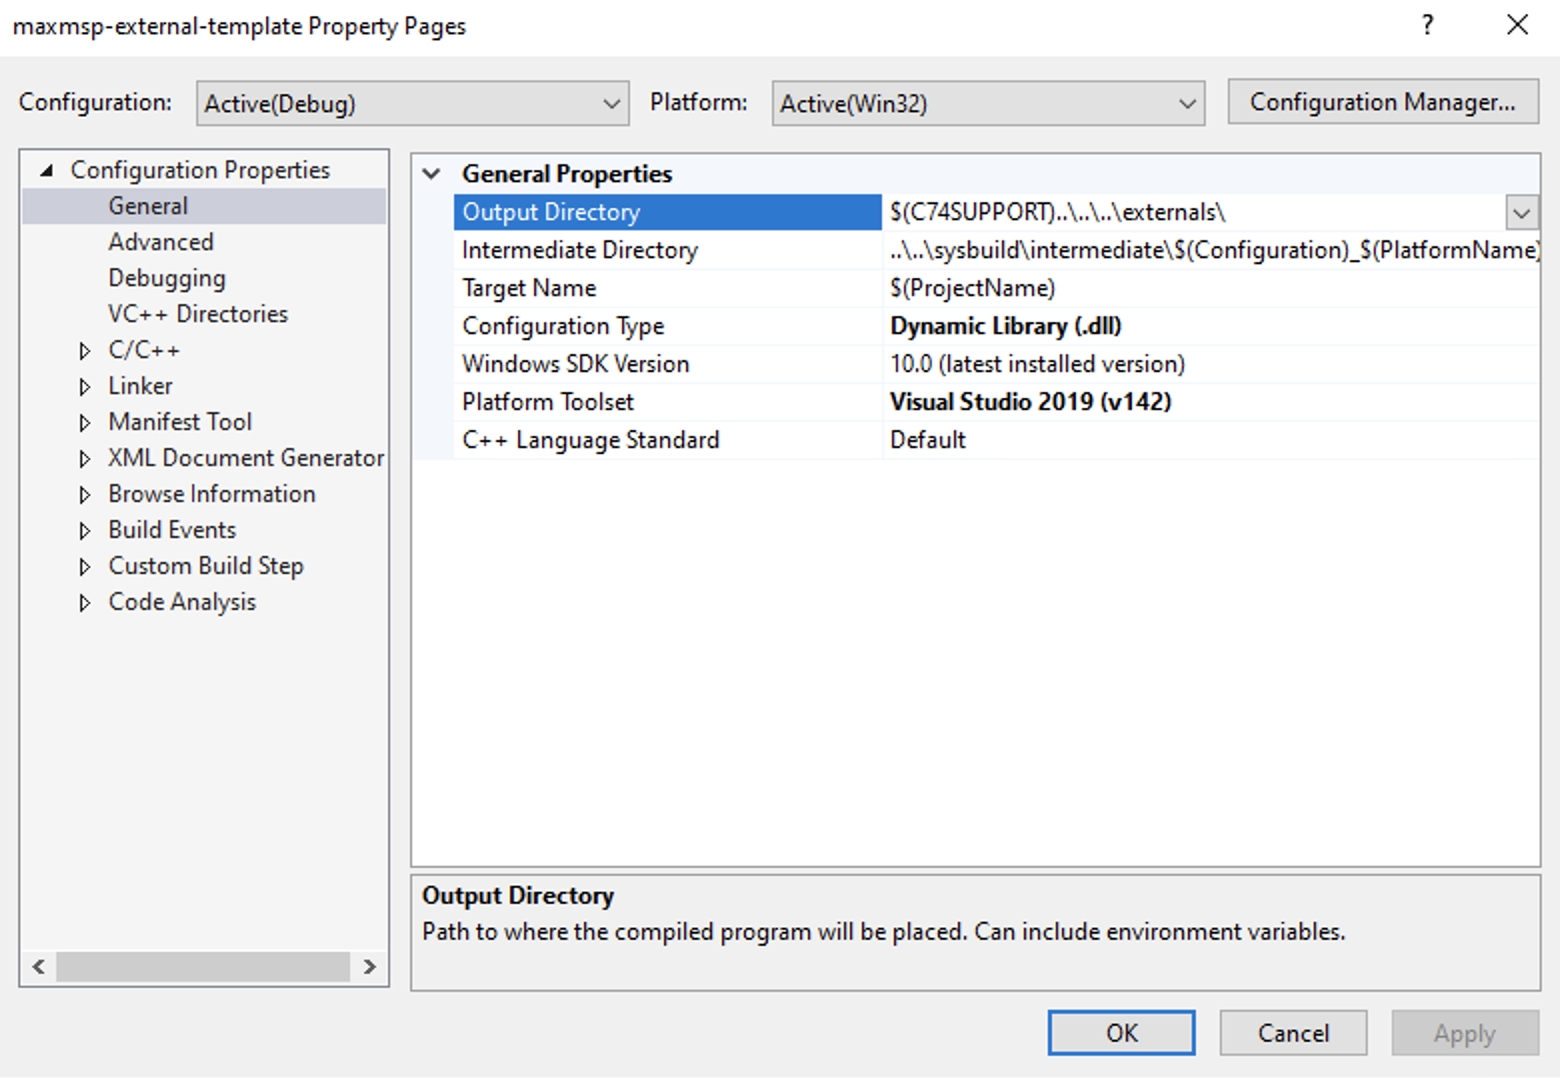 maxmsp-external-template Property Pages
?
Configuration: Active(Debug) Platform: Active(Win32) Configuration Manager...
Configuration Properties
General
Advanced
Debugging
VC++ Directories
C/C++
Linker
Manifest Tool
XML Document Generator
Browse Information
Build Events
Custom Build Step
Code Analysis
General Properties
Output Directory $(C74SUPPORT)..\..\..\externals\
Intermediate Directory ..\..\sysbuild\intermediate\$(Configuration)_$(PlatformName)
Target Name $(ProjectName)
Configuration Type Dynamic Library (.dll)
Windows SDK Version 10.0 (latest installed version)
Platform Toolset Visual Studio 2019 (v142)
C++ Language Standard Default
Output Directory
Path to where the compiled program will be placed. Can include environment variables.
OK Cancel Apply